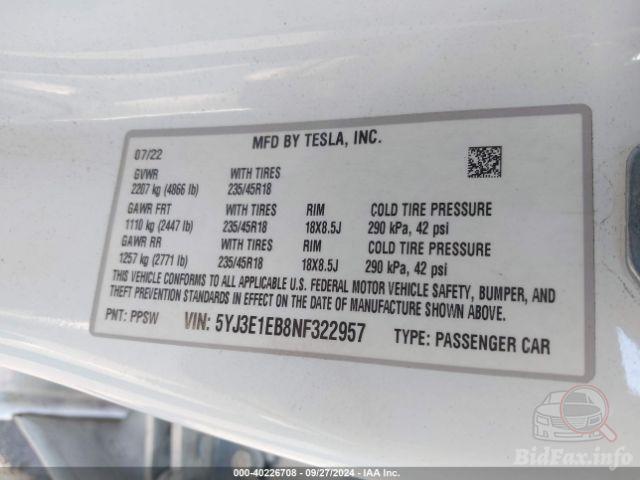 MFD BY TESLA, INC.
07/22
GVWR WITH TIRES
2207 kg (4866 lb) 235/45R18
GAWR FRT WITH TIRES RIM COLD TIRE PRESSURE
1110 kg (2447 lb) 235/45R18 18X8.5J 290 kPa, 42 psi
GAWR RR WITH TIRES RIM COLD TIRE PRESSURE
1257 kg (2771 lb) 235/45R18 18X8.5J 290 kPa, 42 psi
THIS VEHICLE CONFORMS TO ALL APPLICABLE U.S. FEDERAL MOTOR VEHICLE SAFETY, BUMPER, AND
THEFT PREVENTION STANDARDS IN EFFECT ON THE DATE OF MANUFACTURE SHOWN ABOVE.
PNT: PPSW VIN: 5YJ3E1EB8NF322957 TYPE: PASSENGER CAR
BidFax.info
000-40226708 - 09/27/2024 - IAA Inc.